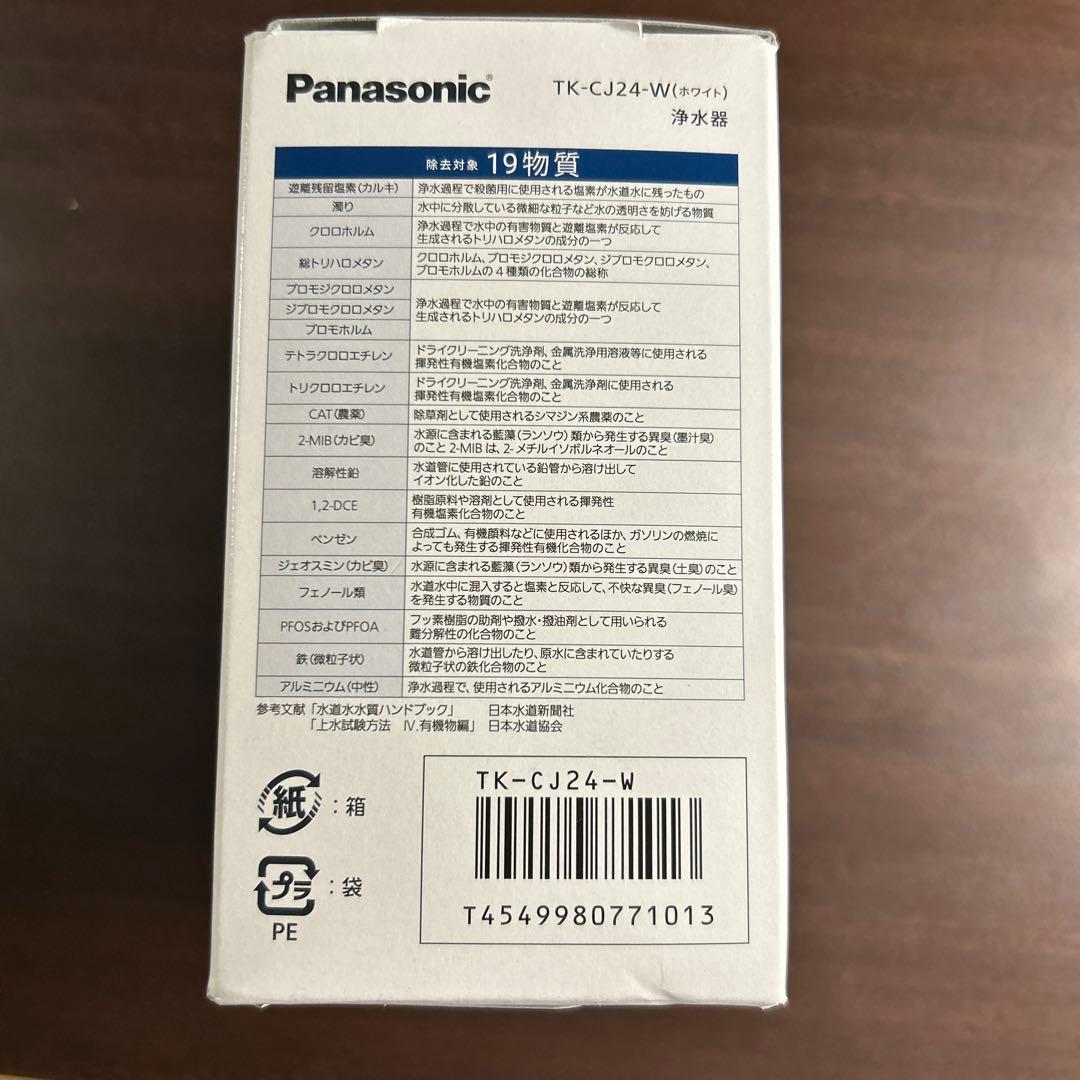 Panasonic®
TK-CJ24-W(ホワイト)
浄水器
除去対象 19物質
遊離残留塩素(カルキ) 浄水過程で殺菌用に使用される塩素が水道水に残ったもの
濁り 水中に分散している微細な粒子など水の透明さを妨げる物質
クロロホルム 浄水過程で水中の有害物質と遊離塩素が反応して
生成されるトリハロメタンの成分の一つ
総トリハロメタン クロロホルム、ブロモジクロロメタン、ジブロモクロロメタン、
ブロモホルムの4種類の化合物の総称
ブロモジクロロメタン
ジブロモクロロメタン
ブロモホルム
浄水過程で水中の有害物質と遊離塩素が反応して
生成されるトリハロメタンの成分の一つ
テトラクロロエチレン ドライクリーニング洗浄剤、金属洗浄用溶液等に使用される
揮発性有機塩素化合物のこと
トリクロロエチレン ドライクリーニング洗浄剤、金属洗浄剤に使用される
揮発性有機塩素化合物のこと
CAT(農薬) 除草剤として使用されるシマジン系農薬のこと
2-MIB(カビ臭) 水源に含まれる藍藻(ランソウ)類から発生する異臭(墨汁臭)
のこと 2-MIBは、2-メチルイソボルネオールのこと
溶解性鉛 水道管に使用されている鉛管から溶け出して
イオン化した鉛のこと
1,2-DCE 樹脂原料や溶剤として使用される揮発性
有機塩素化合物のこと
ベンゼン 合成ゴム、有機顔料などに使用されるほか、ガソリンの燃焼に
よっても発生する揮発性有機化合物のこと
ジェオスミン(カビ臭) 水源に含まれる藍藻(ランソウ)類から発生する異臭(土臭)のこと
フェノール類 水道水中に混入すると塩素と反応して、不快な異臭(フェノール臭)
を発生する物質のこと
PFOSおよびPFOA フッ素樹脂の助剤や撥水・撥油剤として用いられる
難分解性の化合物のこと
鉄(微粒子状) 水道管から溶け出したり、原水に含まれていたりする
微粒子状の鉄化合物のこと
アルミニウム(中性) 浄水過程で、使用されるアルミニウム化合物のこと
参考文献「水道水水質ハンドブック」 日本水道新聞社
「上水試験方法 Ⅳ.有機物編」 日本水道協会
紙:箱
プラ:袋
PE
TK-CJ24-W
T4549980771013